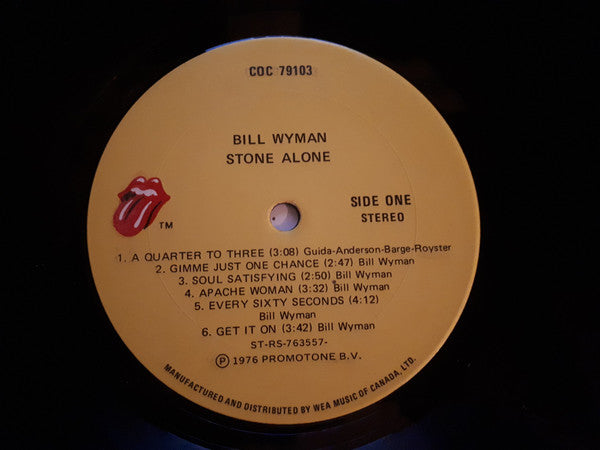 COC 79103
BILL WYMAN
STONE ALONE
SIDE ONE
STEREO
TM
1. A QUARTER TO THREE (3:08) Guida-Anderson-Barge-Royster
2. GIMME JUST ONE CHANCE (2:47) Bill Wyman
3. SOUL SATISFYING (2:50) Bill Wyman
4. APACHE WOMAN (3:32) Bill Wyman
5. EVERY SIXTY SECONDS (4:12)
Bill Wyman
6. GET IT ON (3:42) Bill Wyman
ST-RS-763557-
℗ 1976 PROMOTONE B.V.
MANUFACTURED AND DISTRIBUTED BY WEA MUSIC OF CANADA, LTD.